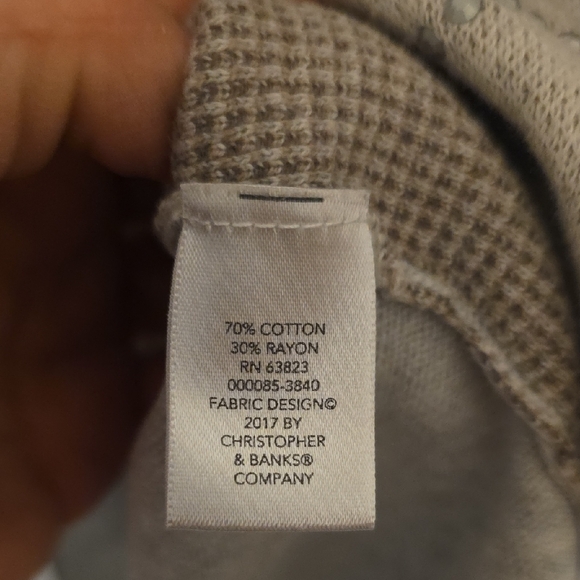 70% COTTON
30% RAYON
RN 63823
000085-3840
FABRIC DESIGN©
2017 BY
CHRISTOPHER
& BANKS®
COMPANY